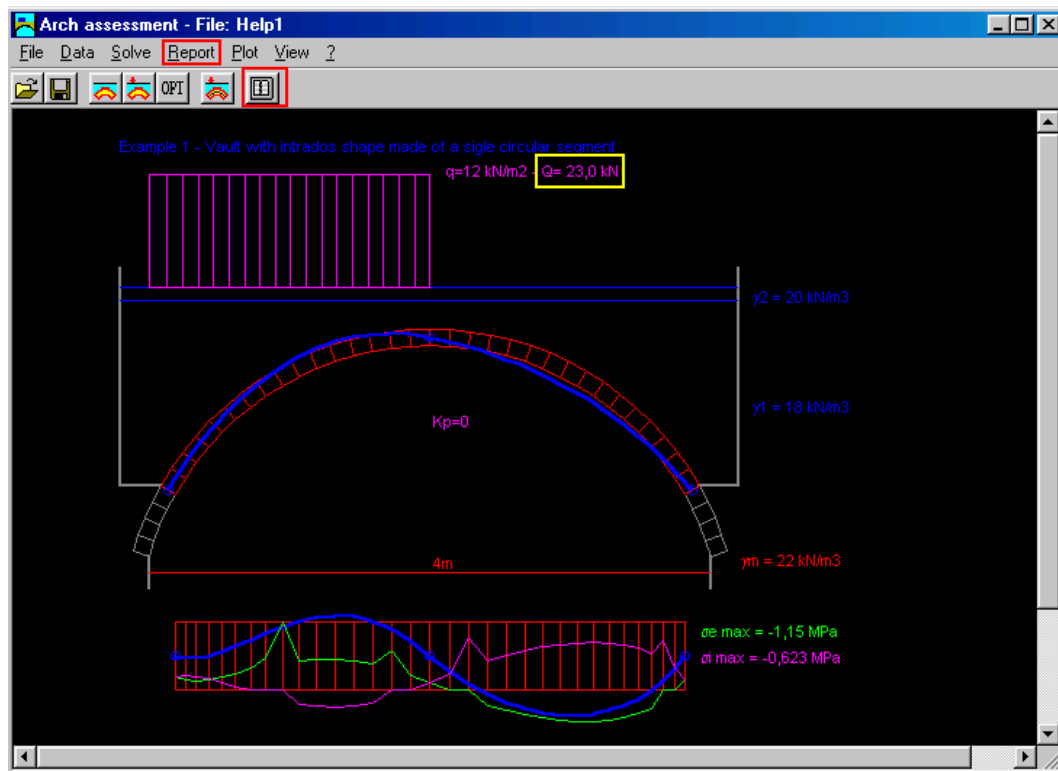 Arch assessment - File: Help1
File Data Solve Report Plot View ?
OPT
Example 1 - Vault with intrados shape made of a sigle circular segment
q=12 kN/m2 - Q= 23,0 kN
γ2 = 20 kN/m3
γ1 = 18 kN/m3
Kp=0
4m
γm = 22 kN/m3
σe max = -1,15 MPa
σi max = -0,623 MPa